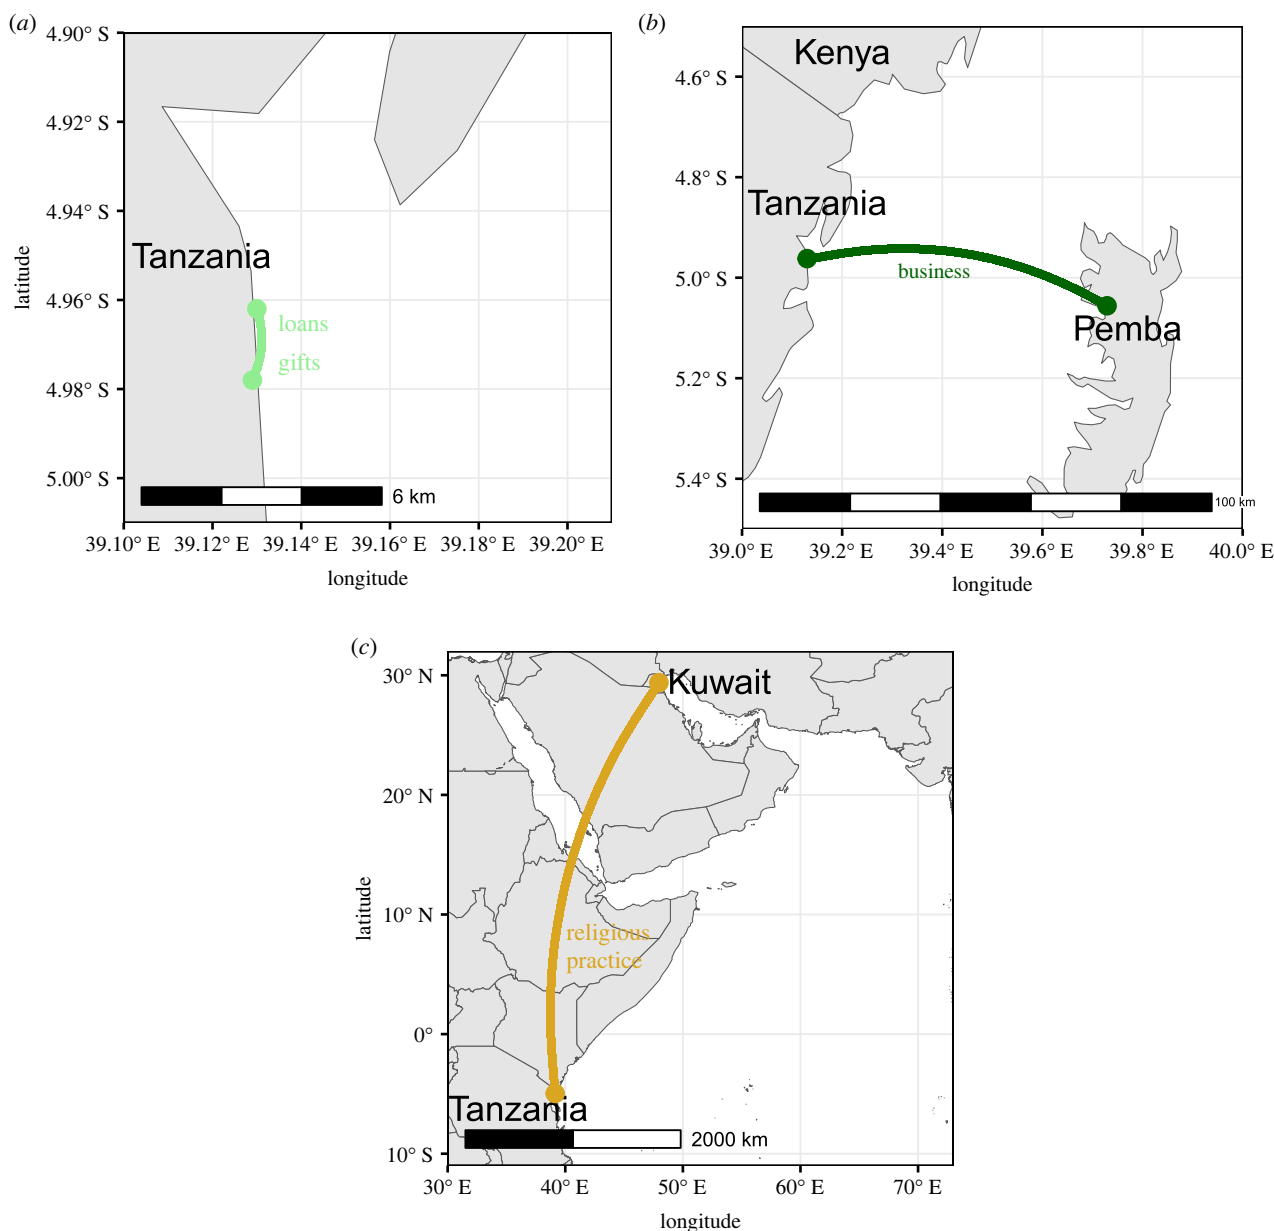 (a)
4.90° S
4.92° S
4.94° S
4.96° S
4.98° S
5.00° S
latitude
Tanzania
loans
gifts
6 km
39.10° E 39.12° E 39.14° E 39.16° E 39.18° E 39.20° E
longitude
(b)
4.6° S
4.8° S
5.0° S
5.2° S
5.4° S
Kenya
Tanzania
business
Pemba
100 km
39.0° E 39.2° E 39.4° E 39.6° E 39.8° E 40.0° E
longitude
(c)
30° N
20° N
10° N
0°
10° S
latitude
Kuwait
religious
practice
Tanzania
2000 km
30° E 40° E 50° E 60° E 70° E
longitude